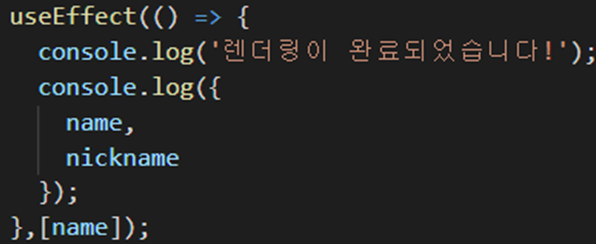 useEffect(() => {
  console.log('렌더링이 완료되었습니다!');
  console.log({
    name,
    nickname
  });
},[name]);